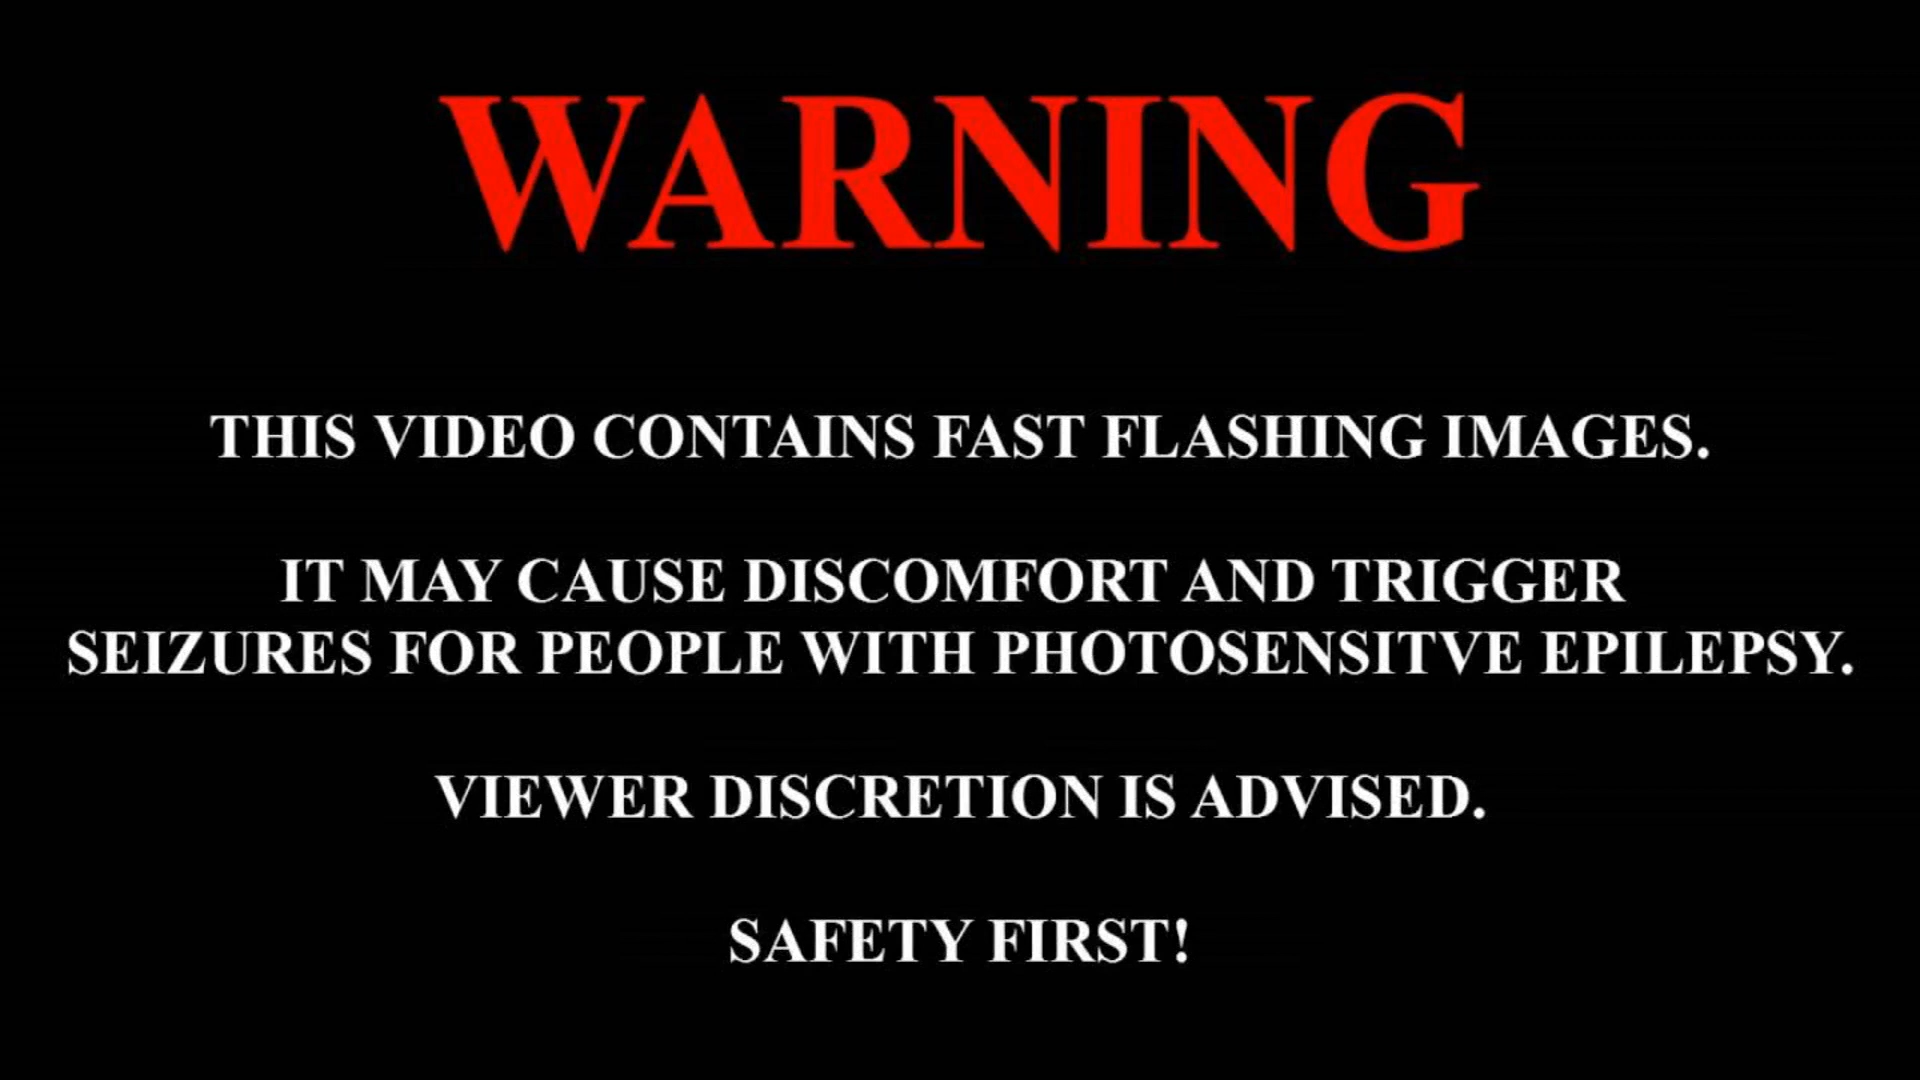 WARNING
THIS VIDEO CONTAINS FAST FLASHING IMAGES.
IT MAY CAUSE DISCOMFORT AND TRIGGER
SEIZURES FOR PEOPLE WITH PHOTOSENSITVE EPILEPSY.
VIEWER DISCRETION IS ADVISED.
SAFETY FIRST!